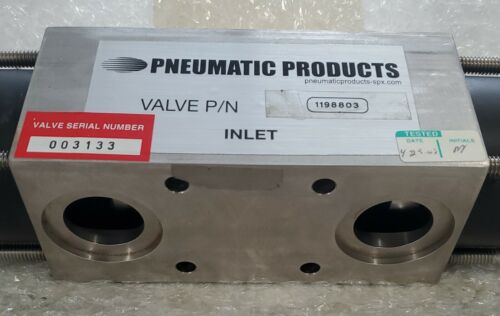 PNEUMATIC PRODUCTS
pneumaticproducts-spx.com
VALVE P/N
1198803
INLET
VALVE SERIAL NUMBER
003133
TESTED
DATE
INITIALS